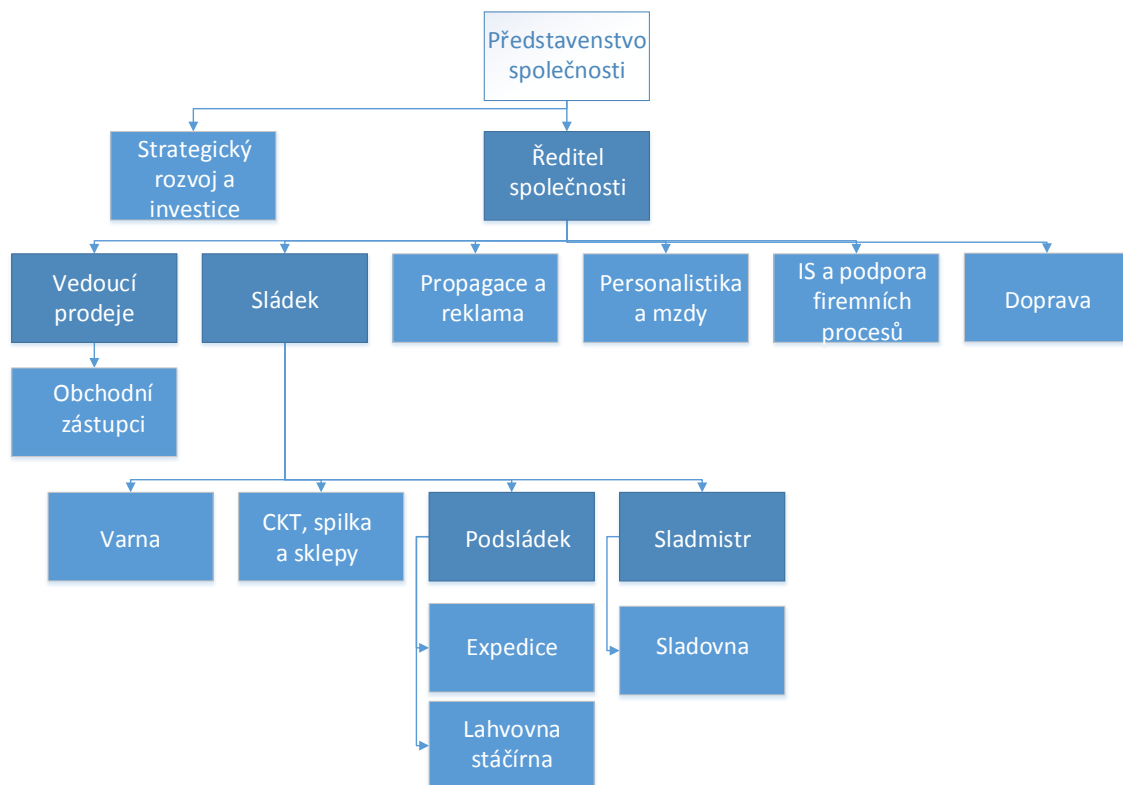 Představenstvo
společnosti
Strategický
rozvoj a
investice
Ředitel
společnosti
Vedoucí
prodeje
Sládek
Propagace a
reklama
Personalistika
a mzdy
IS a podpora
firemních
procesů
Doprava
Obchodní
zástupci
Varna
CKT, spilka
a sklepy
Podsládek
Sladmistr
Expedice
Sladovna
Lahvovna
stáčírna